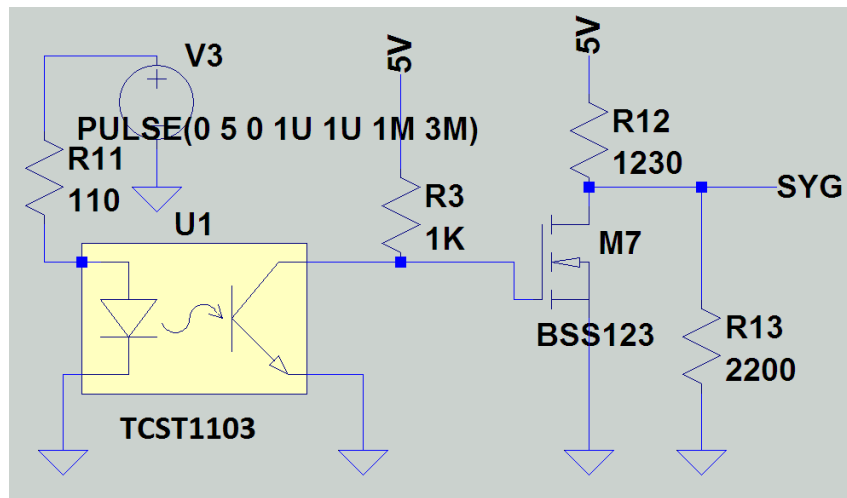 V3
5V
5V
PULSE(0 5 0 1U 1U 1M 3M)
R11
110
R12
1230
R3
1K
SYG
U1
M7
BSS123
R13
2200
TCST1103